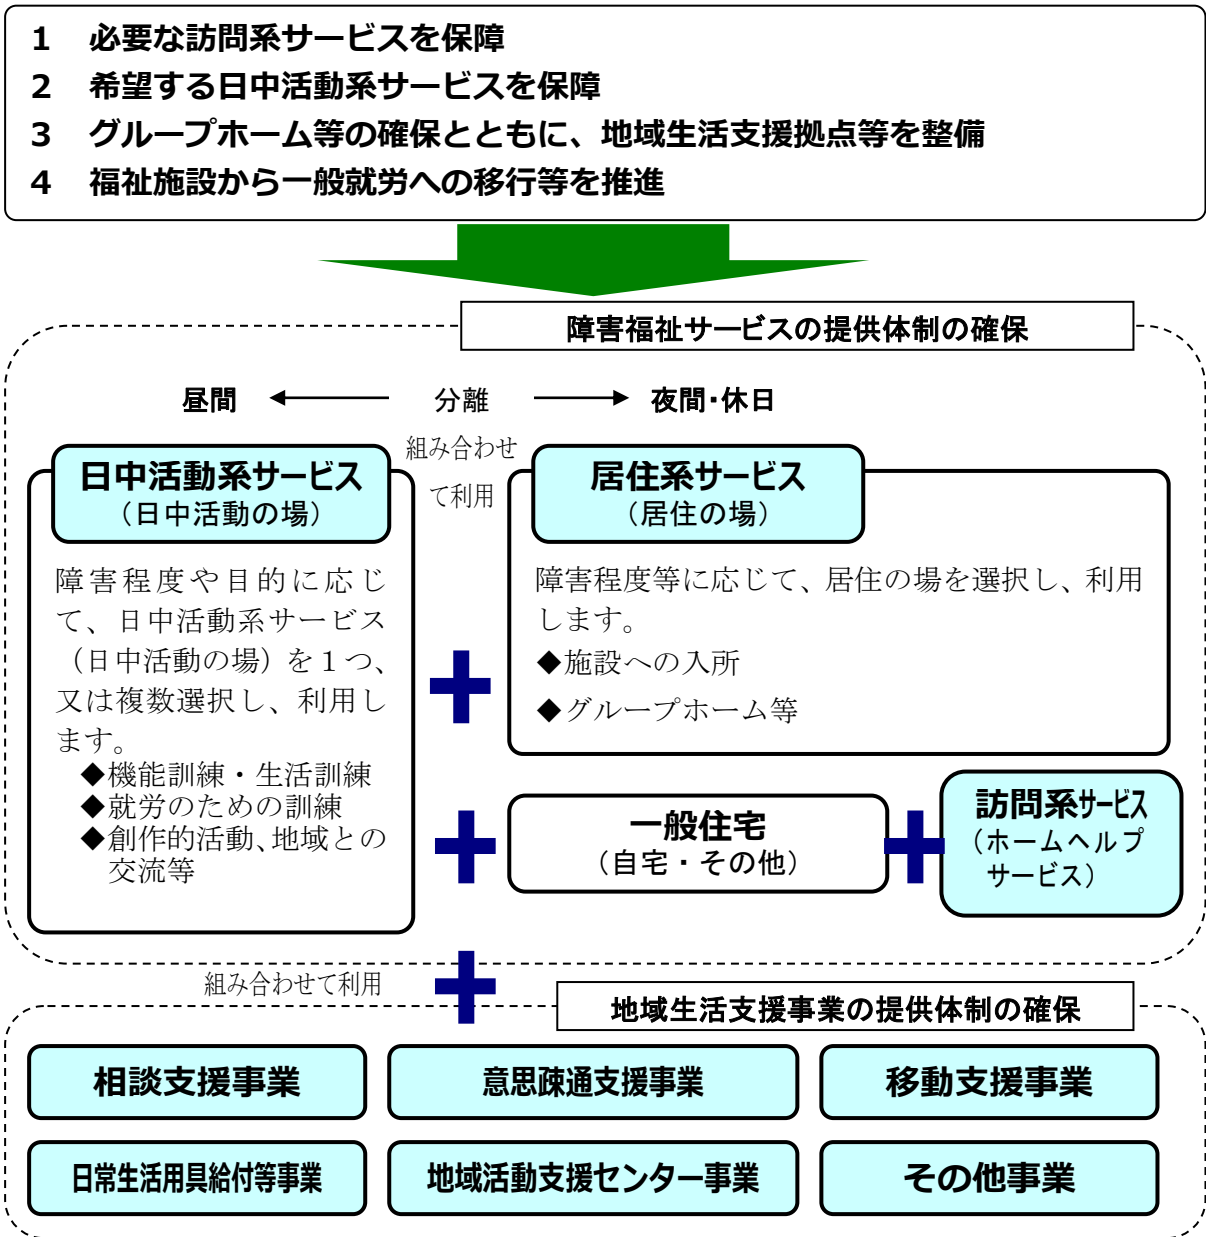 1 必要な訪問系サービスを保障
2 希望する日中活動系サービスを保障
3 グループホーム等の確保とともに、地域生活支援拠点等を整備
4 福祉施設から一般就労への移行等を推進
障害福祉サービスの提供体制の確保
昼間
分離
夜間・休日
組み合わせ
て利用
日中活動系サービス
（日中活動の場）
障害程度や目的に応じ
て、日中活動系サービス
（日中活動の場）を１つ、
又は複数選択し、利用し
ます。
◆機能訓練・生活訓練
◆就労のための訓練
◆創作的活動、地域との
交流等
居住系サービス
（居住の場）
障害程度等に応じて、居住の場を選択し、利用
します。
◆施設への入所
◆グループホーム等
一般住宅
（自宅・その他）
訪問系サービス
（ホームヘルプ
サービス）
組み合わせて利用
地域生活支援事業の提供体制の確保
相談支援事業
意思疎通支援事業
移動支援事業
日常生活用具給付等事業
地域活動支援センター事業
その他事業